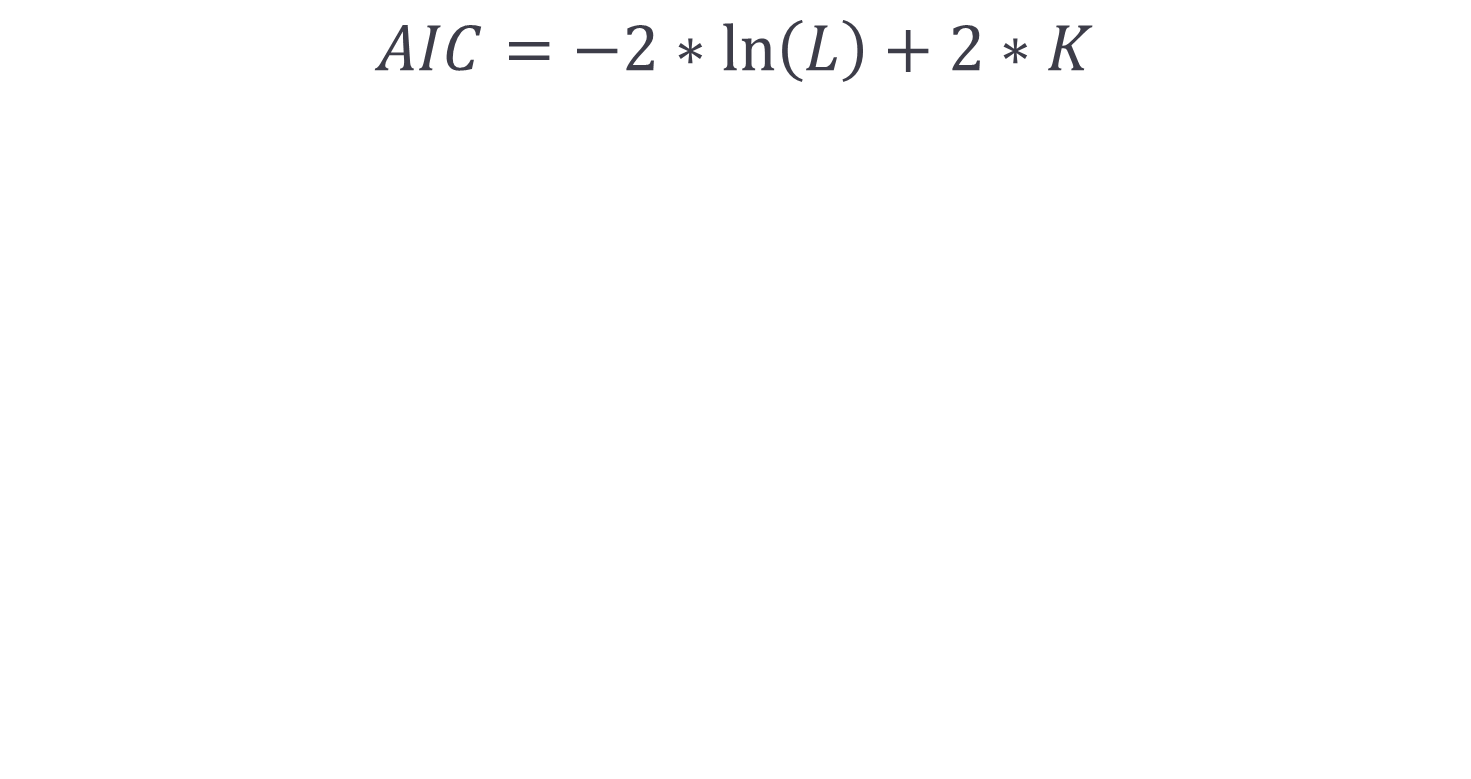 AIC = −2 ∗ ln(L) + 2 ∗ K